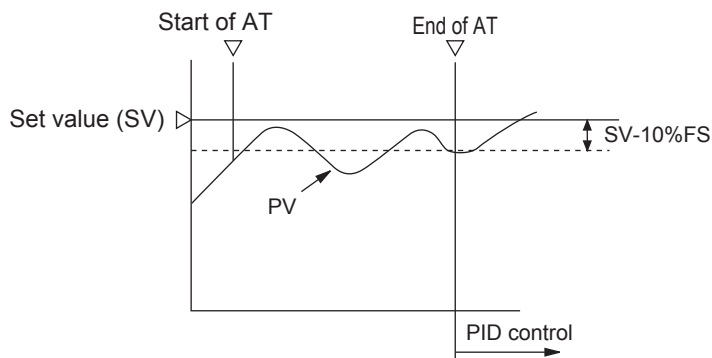 Start of AT
End of AT
Set value (SV)
SV-10%FS
PV
PID control